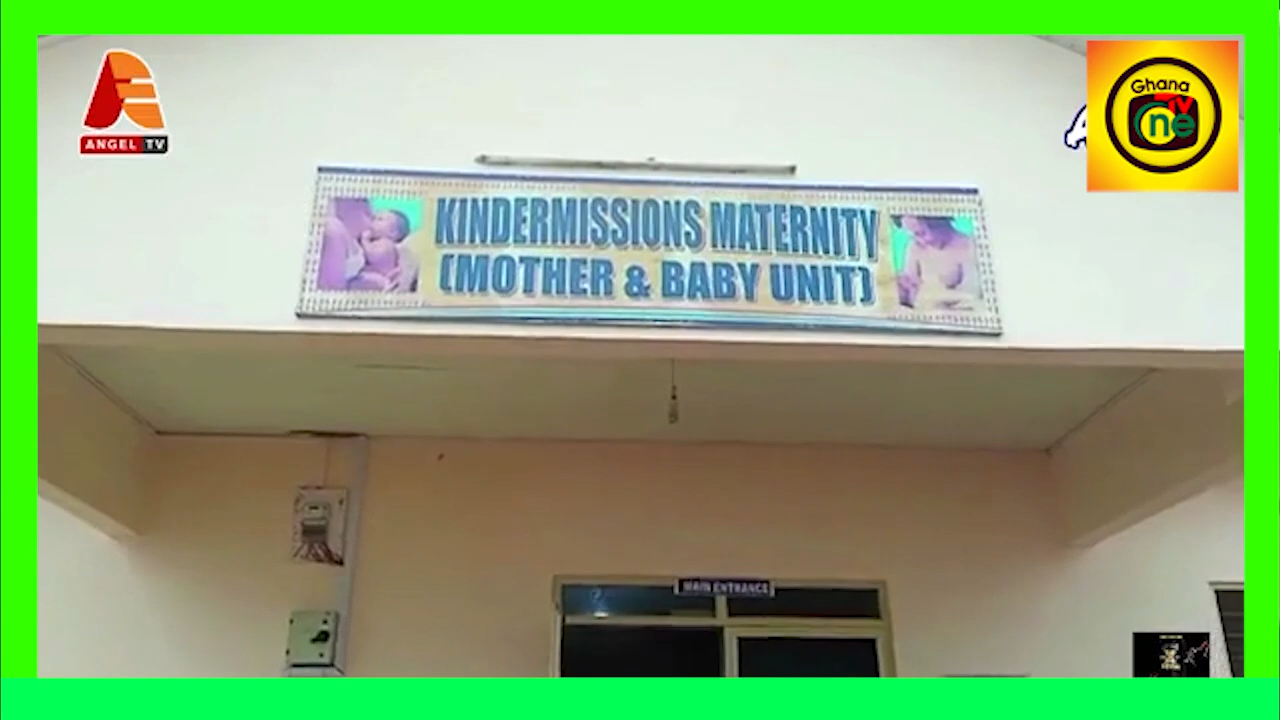 ANGEL TV
Ghana
TV
One
KINDERMISSIONS MATERNITY
(MOTHER & BABY UNIT)
MAIN ENTRANCE